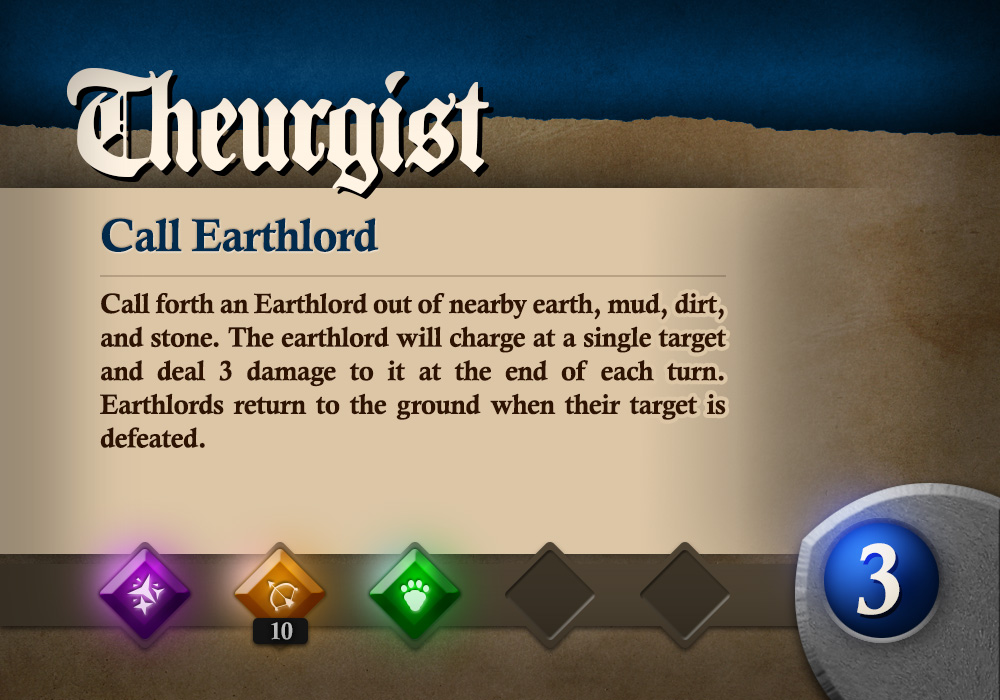 Theurgist
Call Earthlord
Call forth an Earthlord out of nearby earth, mud, dirt,
and stone. The earthlord will charge at a single target
and deal 3 damage to it at the end of each turn.
Earthlords return to the ground when their target is
defeated.
10
3